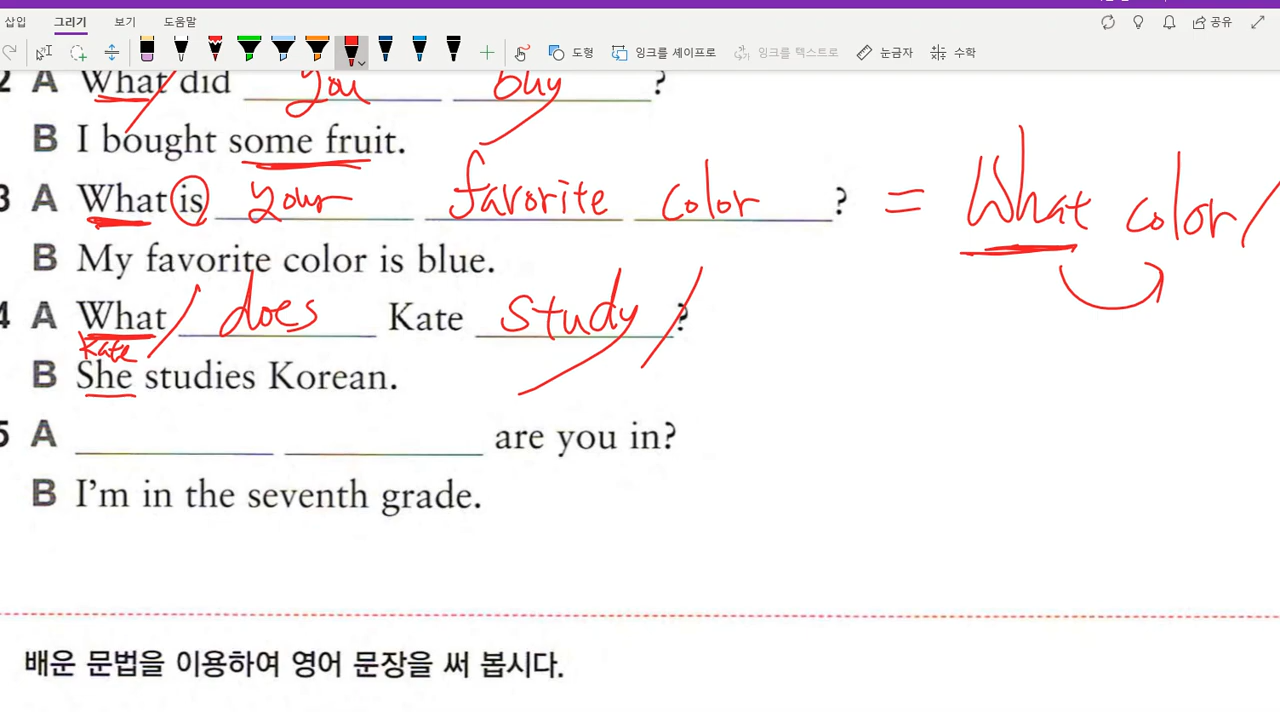 삽입 그리기 보기 도움말 공유
도형 잉크를 셰이프로 잉크를 텍스트로 눈금자 수학
2 A What did you buy ?
B I bought some fruit.
3 A What is your favorite color ? = What color
B My favorite color is blue.
4 A What does Kate study ?
Kate
B She studies Korean.
5 A are you in?
B I'm in the seventh grade.
배운 문법을 이용하여 영어 문장을 써 봅시다.